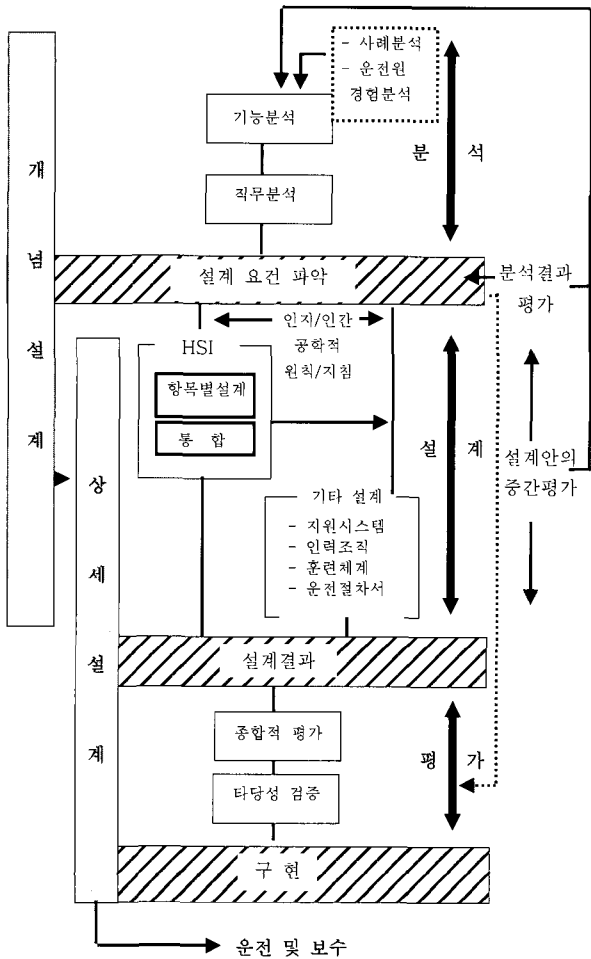 - 사례분석
- 운전원
경험분석
기능분석
분 석
직무분석
개 념 설 계
설계 요건 파악
분석결과
평가
인지/인간
공학적
원칙/지침
HSI
항목별설계
통 합
설 계
설계안의
중간평가
기타 설계
- 지원시스템
- 인력조직
- 훈련체계
- 운전절차서
상 세 설 계
설계결과
종합적 평가
평 가
타당성 검증
구 현
운전 및 보수